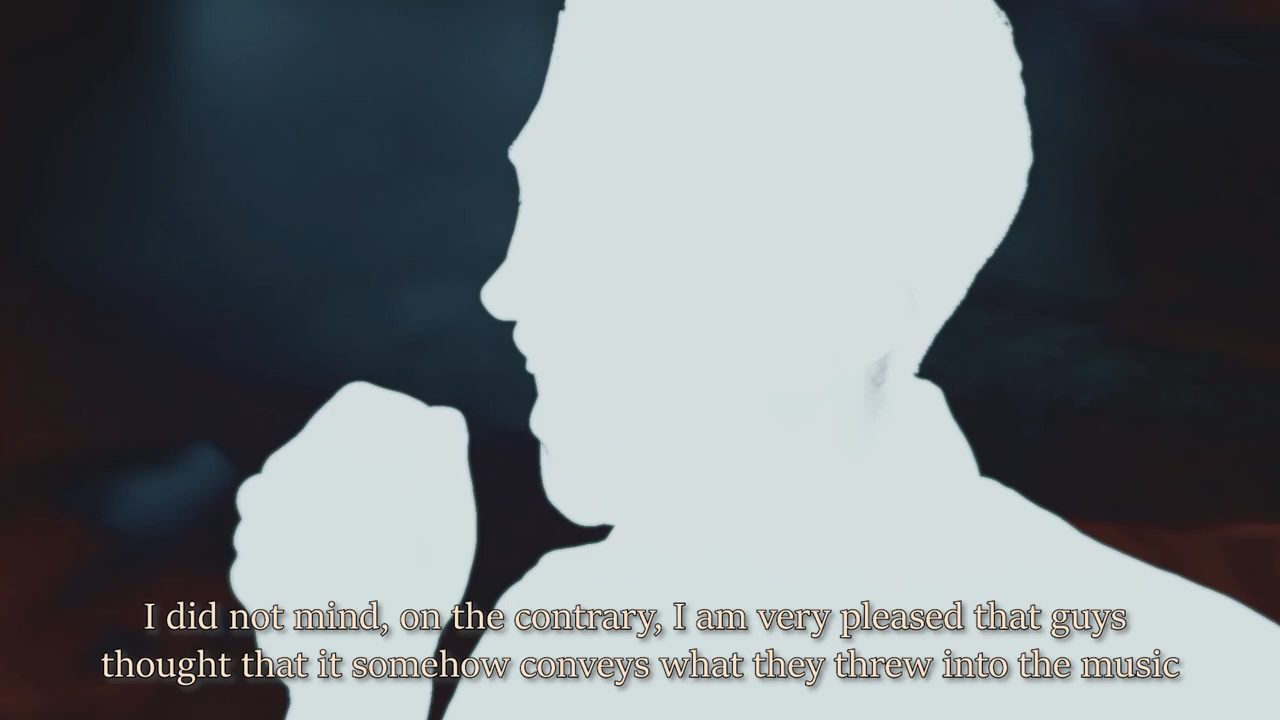 I did not mind, on the contrary, I am very pleased that guys
thought that it somehow conveys what they threw into the music